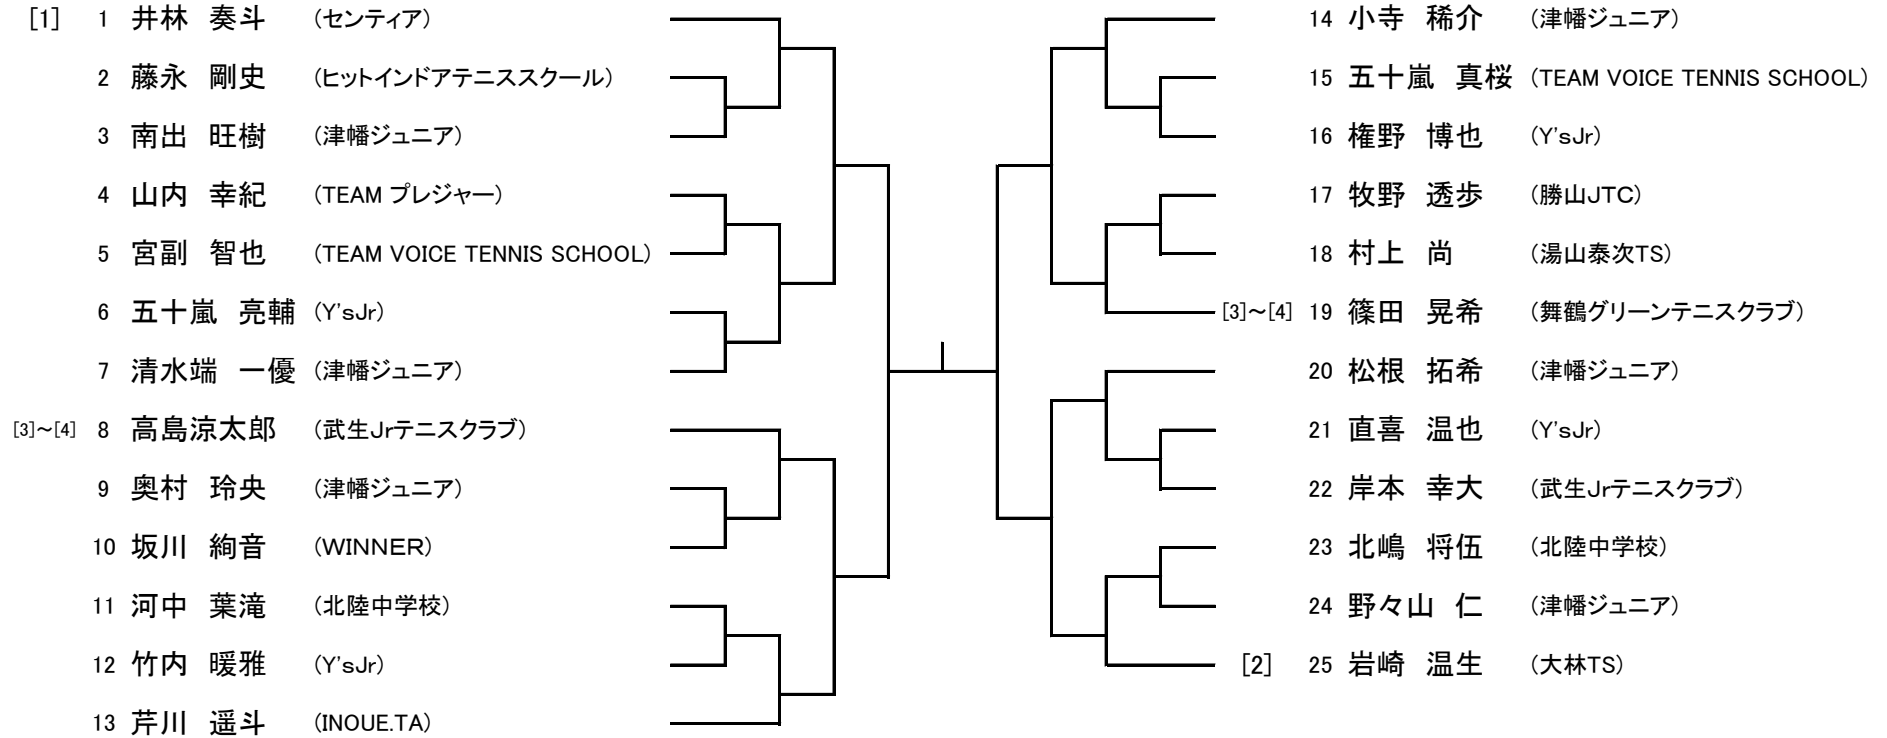 [1] 1 井林 奏斗 (センティア)
2 藤永 剛史 (ヒットインドアテニススクール)
3 南出 旺樹 (津幡ジュニア)
4 山内 幸紀 (TEAM プレジャー)
5 宮副 智也 (TEAM VOICE TENNIS SCHOOL)
6 五十嵐 亮輔 (Y'sJr)
7 清水端 一優 (津幡ジュニア)
[3]～[4] 8 高島涼太郎 (武生Jrテニスクラブ)
9 奥村 玲央 (津幡ジュニア)
10 坂川 絢音 (WINNER)
11 河中 葉滝 (北陸中学校)
12 竹内 暖雅 (Y'sJr)
13 芹川 遥斗 (INOUE.TA)
14 小寺 稀介 (津幡ジュニア)
15 五十嵐 真桜 (TEAM VOICE TENNIS SCHOOL)
16 権野 博也 (Y'sJr)
17 牧野 透歩 (勝山JTC)
18 村上 尚 (湯山泰次TS)
[3]～[4] 19 篠田 晃希 (舞鶴グリーンテニスクラブ)
20 松根 拓希 (津幡ジュニア)
21 直喜 温也 (Y'sJr)
22 岸本 幸大 (武生Jrテニスクラブ)
23 北嶋 将伍 (北陸中学校)
24 野々山 仁 (津幡ジュニア)
[2] 25 岩崎 温生 (大林TS)